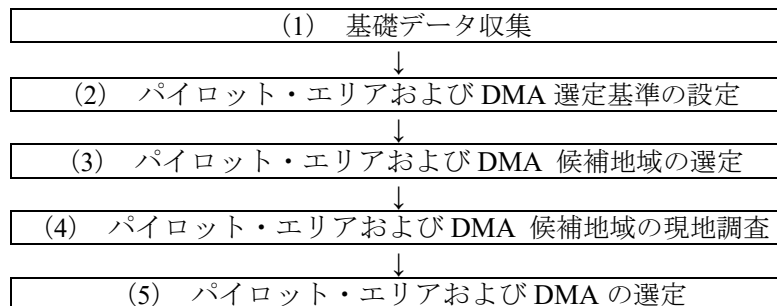 (1) 基礎データ収集
↓
(2) パイロット・エリアおよび DMA 選定基準の設定
↓
(3) パイロット・エリアおよび DMA 候補地域の選定
↓
(4) パイロット・エリアおよび DMA 候補地域の現地調査
↓
(5) パイロット・エリアおよび DMA の選定